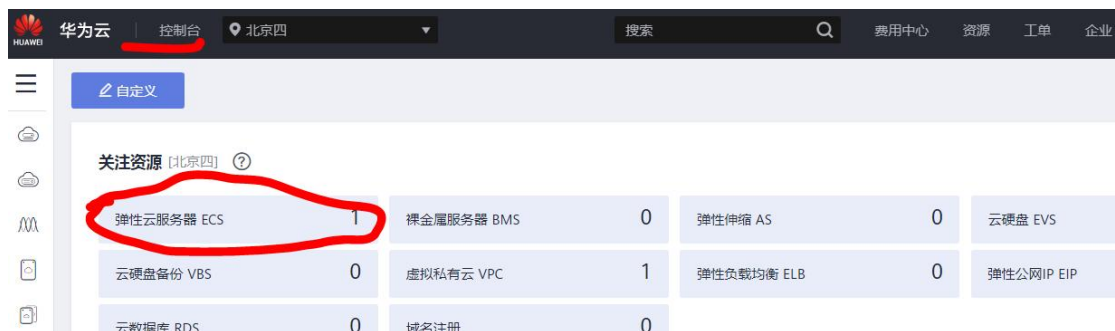 HUAWEI 华为云 控制台 北京四 搜索 费用中心 资源 工单 企业
自定义
关注资源 [北京四] ?
弹性云服务器 ECS 1 裸金属服务器 BMS 0 弹性伸缩 AS 0 云硬盘 EVS
云硬盘备份 VBS 0 虚拟私有云 VPC 1 弹性负载均衡 ELB 0 弹性公网IP EIP
云数据库 RDS 0 域名注册 0